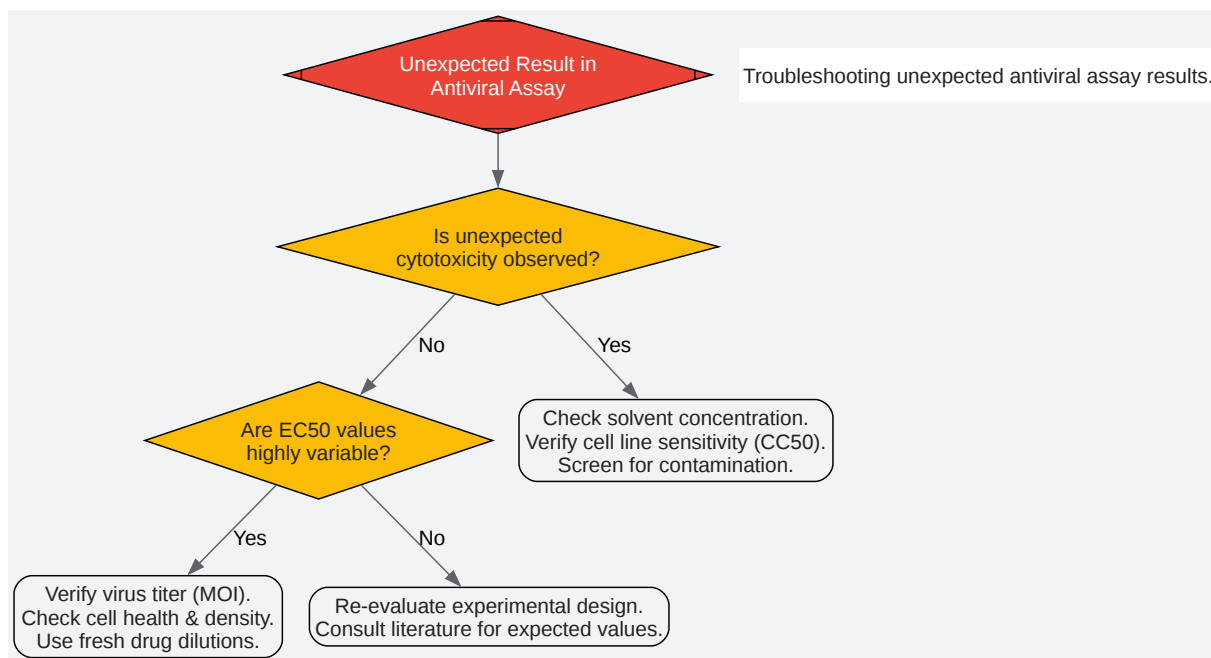 Unexpected Result in
Antiviral Assay
Troubleshooting unexpected antiviral assay results.
Is unexpected
cytotoxicity observed?
No
Yes
Are EC50 values
highly variable?
Check solvent concentration.
Verify cell line sensitivity (CC50).
Screen for contamination.
Yes
No
Verify virus titer (MOI).
Check cell health & density.
Use fresh drug dilutions.
Re-evaluate experimental design.
Consult literature for expected values.